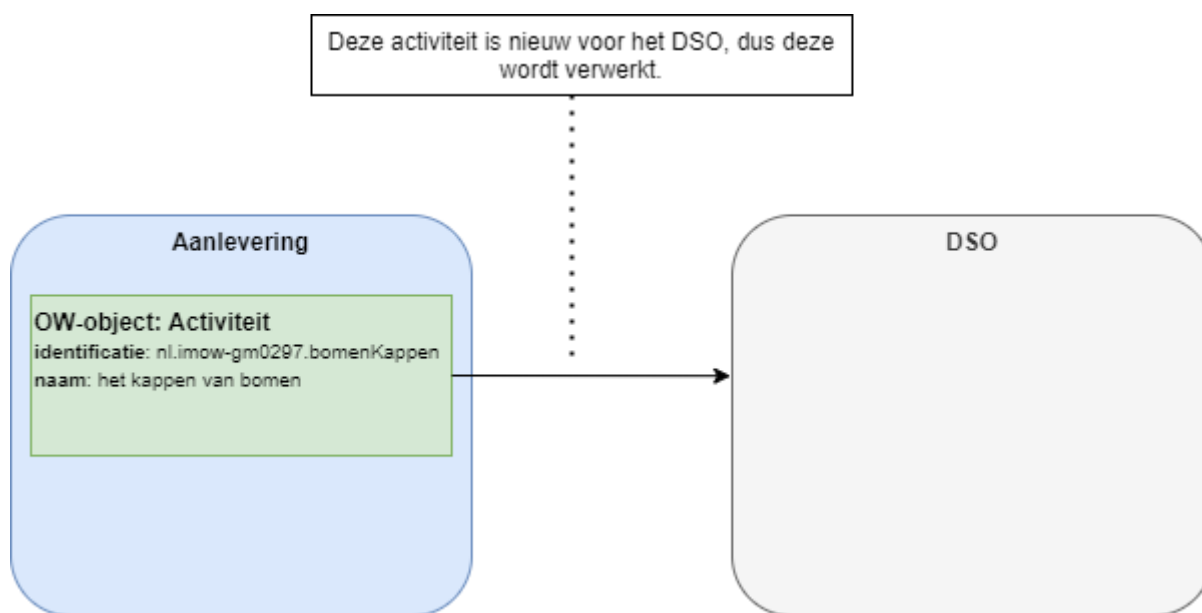 Deze activiteit is nieuw voor het DSO, dus deze
wordt verwerkt.
Aanlevering
OW-object: Activiteit
identificatie: nl.imow-gm0297.bomenKappen
naam: het kappen van bomen
DSO